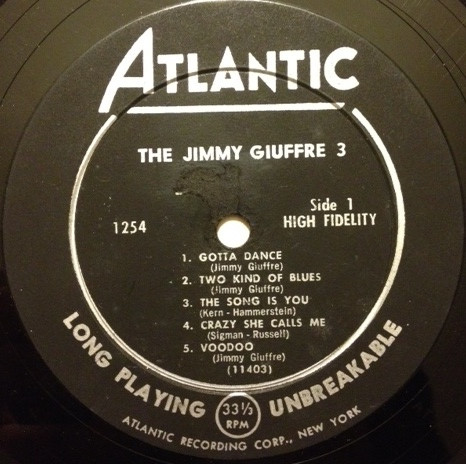 ATLANTIC
THE JIMMY GIUFFRE 3
1254
Side 1
HIGH FIDELITY
1. GOTTA DANCE
(Jimmy Giuffre)
2. TWO KIND OF BLUES
(Jimmy Giuffre)
3. THE SONG IS YOU
(Kern - Hammerstein)
4. CRAZY SHE CALLS ME
(Sigman - Russell)
5. VOODOO
(Jimmy Giuffre)
(11403)
LONG PLAYING
33⅓
RPM
UNBREAKABLE
ATLANTIC RECORDING CORP., NEW YORK